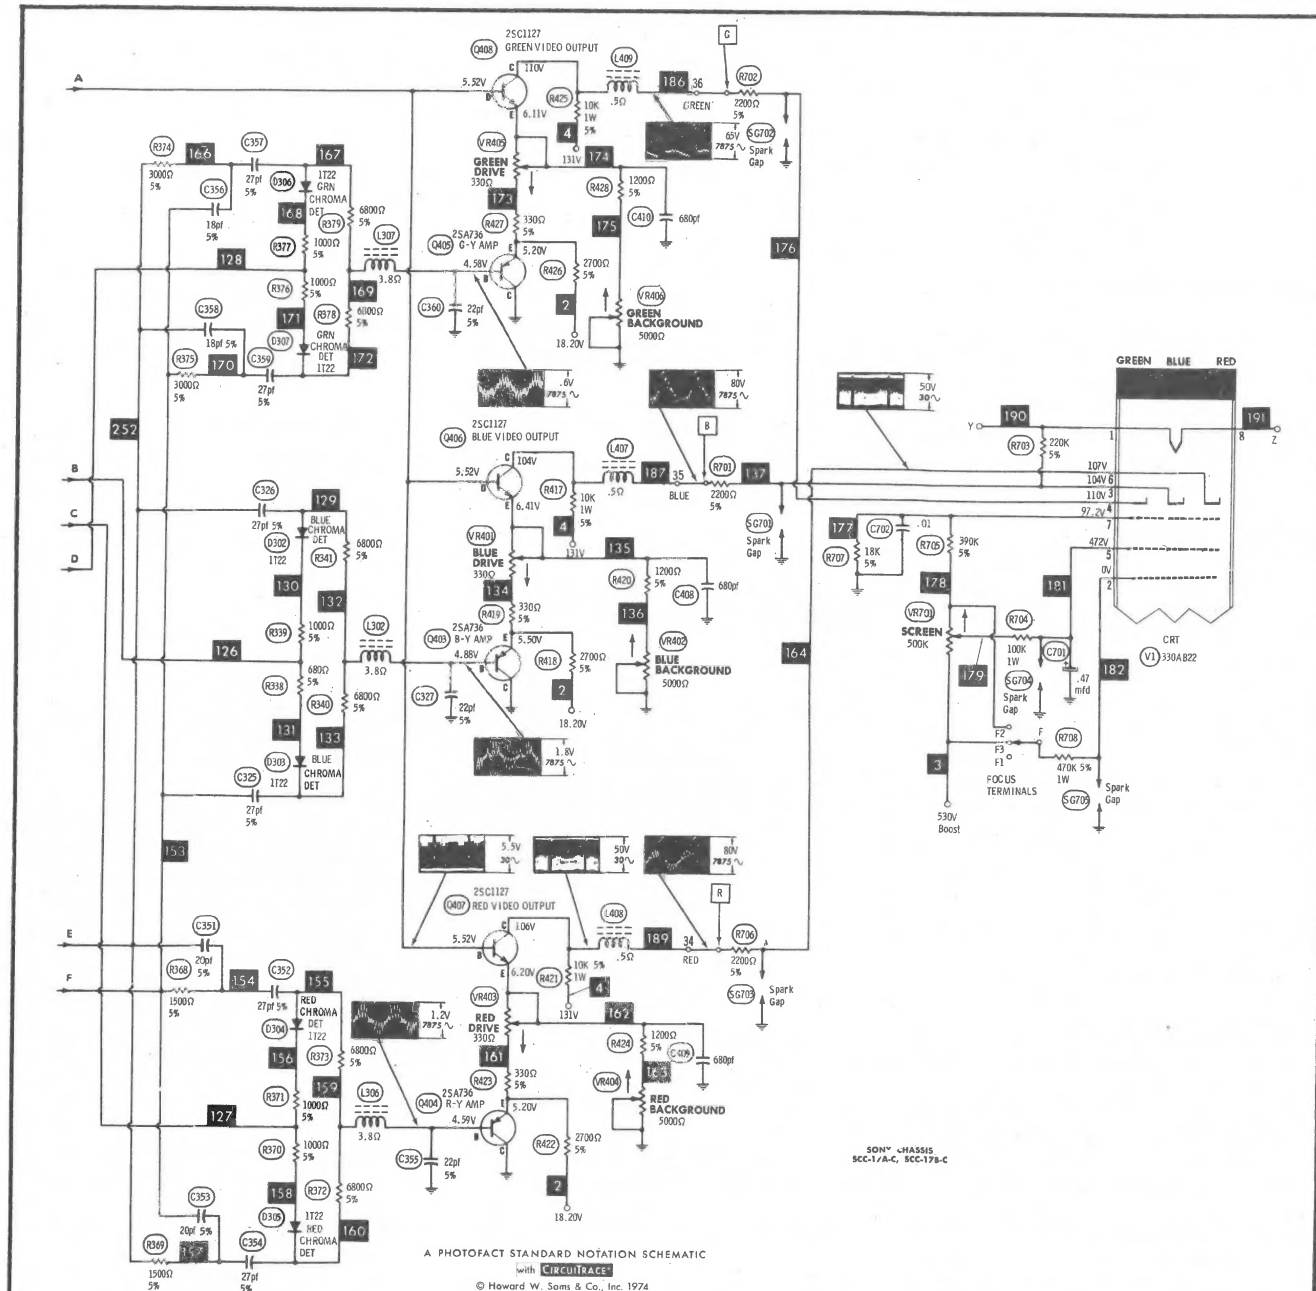 2SC1127
Q408 GREEN VIDEO OUTPUT
G
C
110V
L409
R702
A
5.52V
186
36
R425
10K
1W
5%
.5Ω
GREEN
2200Ω
5%
E
6.11V
4
131V
65V
7875
SG702
Spark
Gap
VR405
GREEN
DRIVE
330Ω
174
R428
1200Ω
5%
C410
680pf
173
175
R427
330Ω
5%
176
2SA736
Q405 G-Y AMP
E
5.20V
4.58V
B
C
R426
2700Ω
5%
2
18.20V
VR406
GREEN
BACKGROUND
5000Ω
R374
3000Ω
5%
166
C357
27pf
5%
167
1T22
GRN
CHROMA
DET
C356
18pf
5%
D306
168
R379
6800Ω
5%
R377
1000Ω
5%
L307
3.8Ω
128
R376
1000Ω
5%
169
C360
22pf
5%
C358
18pf 5%
171
R378
6800Ω
5%
D307
GRN
CHROMA
DET
1T22
172
R375
3000Ω
5%
170
C359
27pf
5%
.6V
7875
80V
7875
50V
30
GREEN BLUE RED
252
2SC1127
Q406 BLUE VIDEO OUTPUT
B
C
104V
L407
R701
Y
190
R703
220K
5%
1
8
191
Z
B
5.52V
187
35
137
R417
10K
1W
5%
.5Ω
BLUE
2200Ω
5%
107V
6
104V
3
110V
4
97.2V
7
472V
5
0V
2
C
D
C326
27pf 5%
129
BLUE
CHROMA
DET
D302
1T22
R341
6800Ω
5%
E
6.41V
4
131V
SG701
Spark
Gap
177
C702
.01
R707
18K
5%
R705
390K
5%
VR401
BLUE
DRIVE
330Ω
135
R420
1200Ω
5%
C408
680pf
130
132
134
136
178
181
R339
1000Ω
5%
L302
3.8Ω
R419
330Ω
5%
2SA736
Q403 B-Y AMP
E
5.50V
4.88V
C
R418
2700Ω
5%
2
18.20V
VR402
BLUE
BACKGROUND
5000Ω
126
R338
680Ω
5%
R340
6800Ω
5%
C327
22pf
5%
164
VR701
SCREEN
500K
R704
100K
1W
C701
.47
mfd
179
SG704
Spark
Gap
182
CRT
V1 330AB22
131
133
D303
1T22
BLUE
CHROMA
DET
C325
27pf
5%
1.8V
7875
3
F2
F3
F1
F
FOCUS
TERMINALS
R708
470K 5%
1W
SG705
Spark
Gap
530V
Boost
153
5.5V
30
50V
30
80V
7875
2SC1127
Q407 RED VIDEO OUTPUT
R
C
106V
L408
R706
E
C351
20pf
5%
5.52V
B
189
34
R421
10K 5%
1W
.5Ω
RED
2200Ω
5%
F
R368
1500Ω
5%
154
C352
27pf 5%
155
RED
CHROMA
DET
1T22
D304
E
6.20V
4
131V
SG703
Spark
Gap
1.2V
7875
VR403
RED
DRIVE
330Ω
162
R424
1200Ω
5%
C409
680pf
156
R373
6800Ω
5%
161
163
R371
1000Ω
5%
159
L306
3.8Ω
R423
330Ω
5%
VR404
RED
BACKGROUND
5000Ω
127
2SA736
Q404 R-Y AMP
E
5.20V
4.59V
B
C
R422
2700Ω
5%
2
18.20V
R370
1000Ω
5%
C355
22pf
5%
SONY CHASSIS
SCC-17A-C, SCC-17B-C
158
R372
6800Ω
5%
C353
20pf 5%
D305
1T22
RED
CHROMA
DET
160
R369
1500Ω
5%
157
C354
27pf
5%
A PHOTOFACT STANDARD NOTATION SCHEMATIC
with CIRCUITRACE
© Howard W. Sams & Co., Inc. 1974